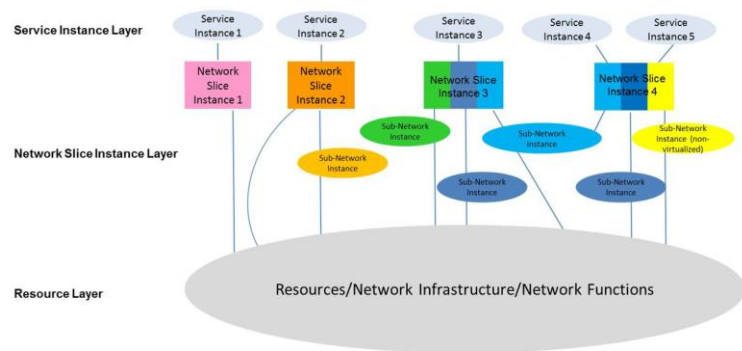 Service Instance Layer
Service
Instance 1
Service
Instance 2
Service
Instance 3
Service
Instance 4
Service
Instance 5
Network
Slice
Instance 1
Network
Slice
Instance 2
Network Slice
Instance 3
Network Slice
Instance 4
Network Slice Instance Layer
Sub-Network
Instance
Sub-Network
Instance
Sub-Network
Instance (non-
virtualized)
Sub-Network
Instance
Sub-Network
Instance
Sub-Network
Instance
Resource Layer
Resources/Network Infrastructure/Network Functions